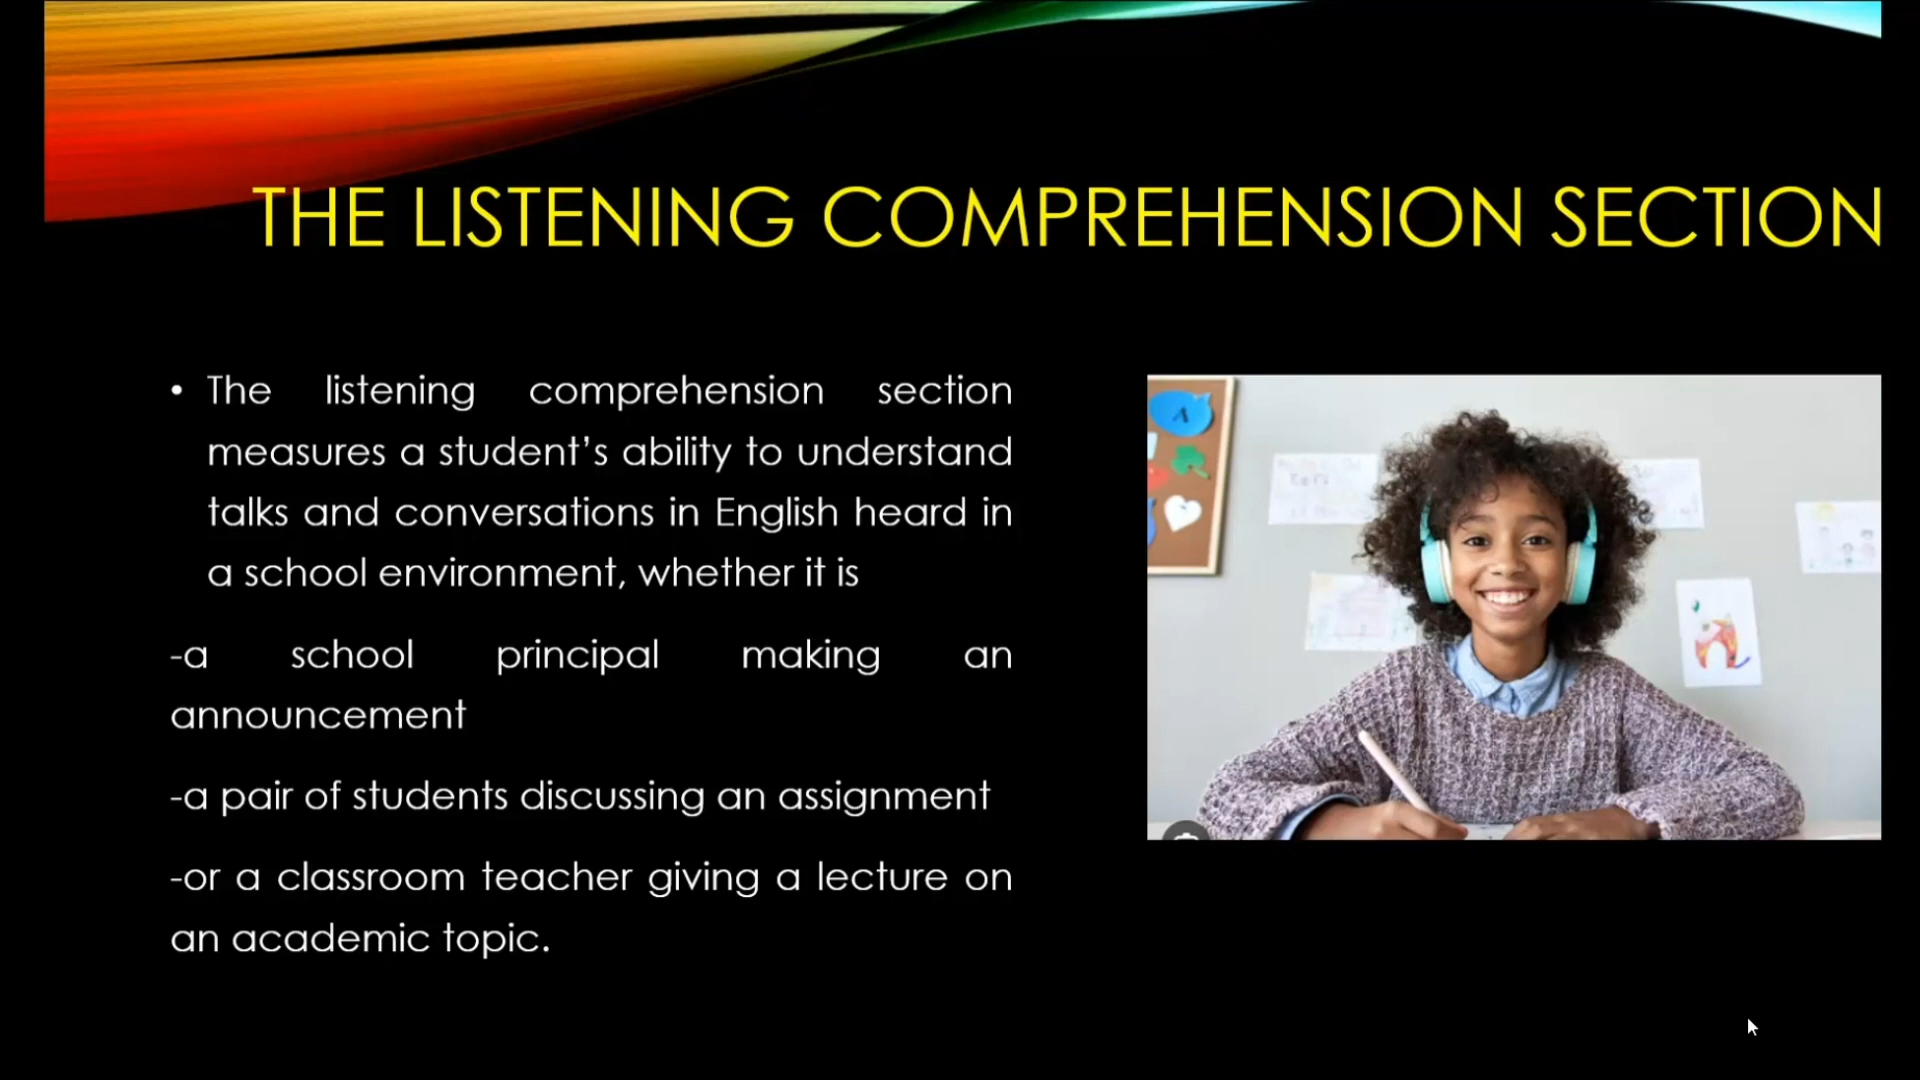 THE LISTENING COMPREHENSION SECTION
• The listening comprehension section
measures a student’s ability to understand
talks and conversations in English heard in
a school environment, whether it is
-a school principal making an
announcement
-a pair of students discussing an assignment
-or a classroom teacher giving a lecture on
an academic topic.